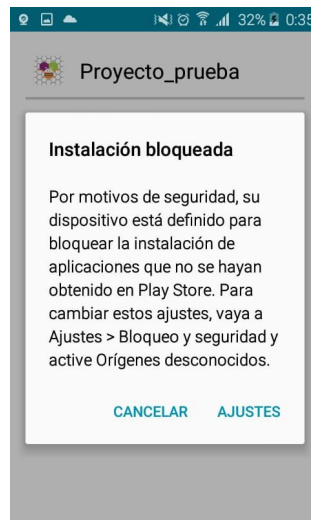 32% 0:35
Proyecto_prueba
Instalación bloqueada
Por motivos de seguridad, su
dispositivo está definido para
bloquear la instalación de
aplicaciones que no se hayan
obtenido en Play Store. Para
cambiar estos ajustes, vaya a
Ajustes > Bloqueo y seguridad y
active Orígenes desconocidos.
CANCELAR AJUSTES